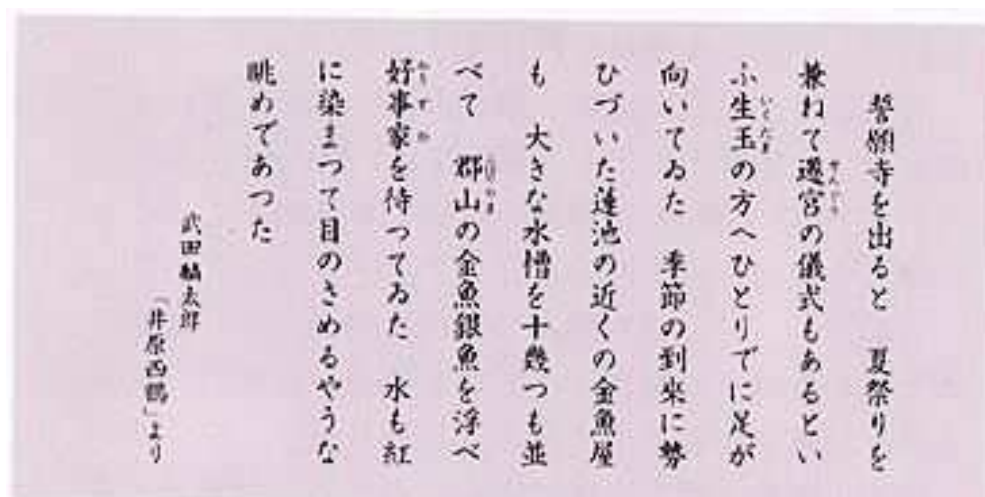 誓願寺を出ると　夏祭りを
兼ねて遷宮の儀式もあるとい
ふ生玉の方へひとりでに足が
向いてゐた　季節の到来に勢
ひづいた蓮池の近くの金魚屋
も　大きな水槽を十幾つも並
べて　郡山の金魚銀魚を浮べ
好事家を待つてゐた　水も紅
に染まつて目のさめるやうな
眺めであつた
武田麟太郎
「井原西鶴」より